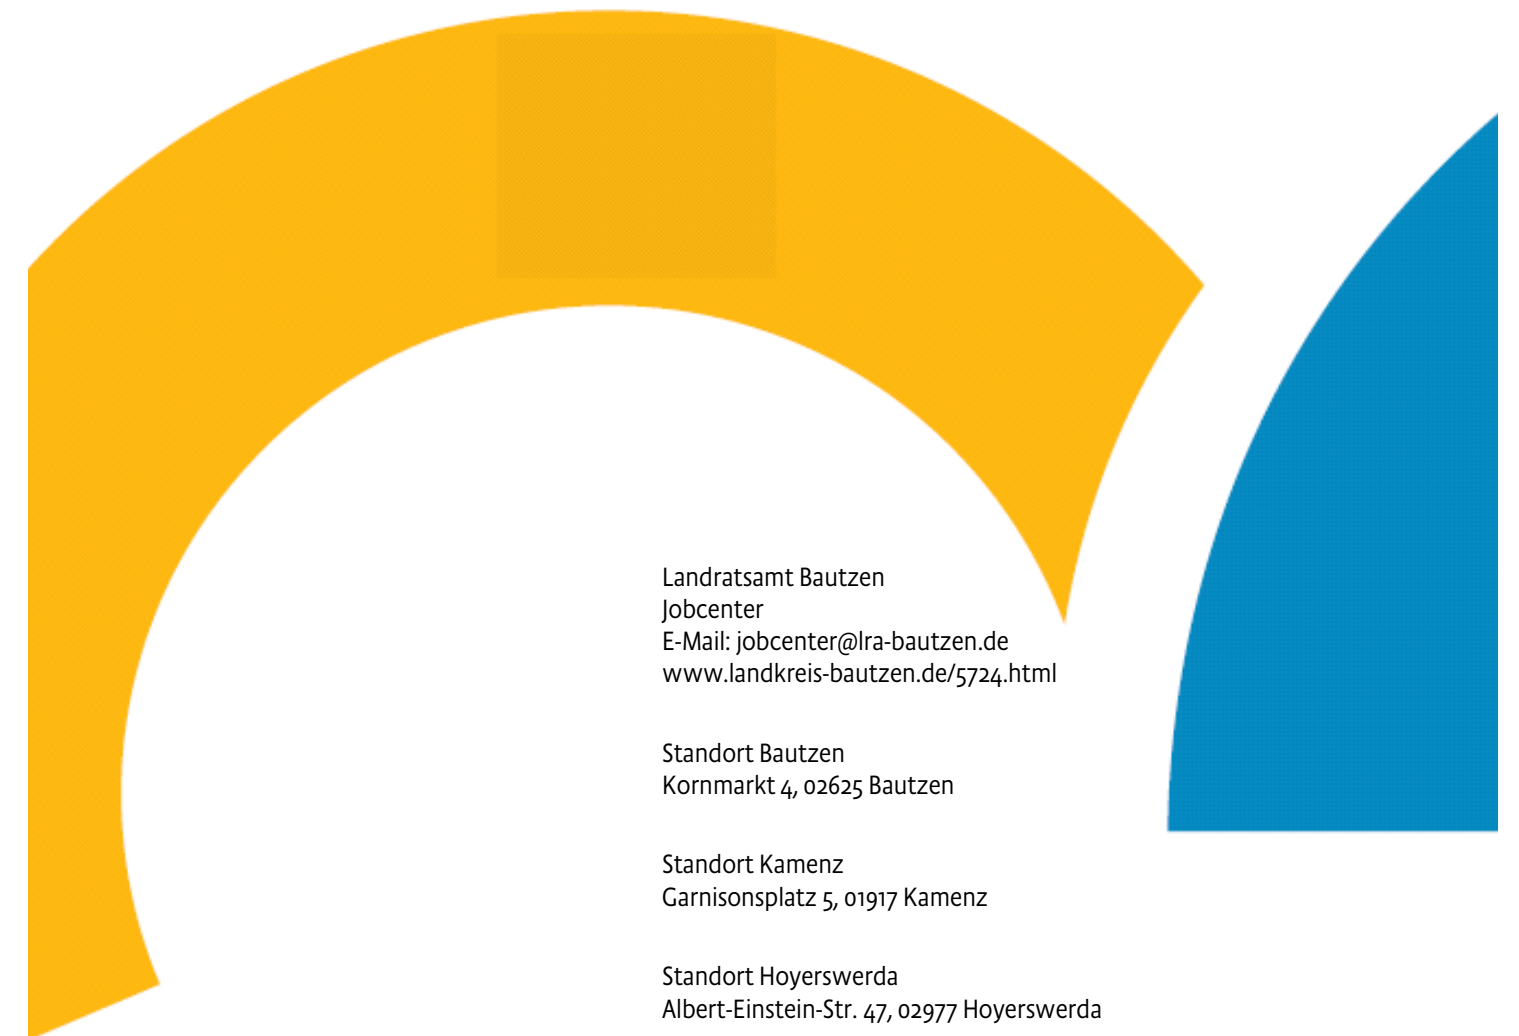 Landratsamt Bautzen
Jobcenter
E-Mail: jobcenter@lra-bautzen.de
www.landkreis-bautzen.de/5724.html
Standort Bautzen
Kornmarkt 4, 02625 Bautzen
Standort Kamenz
Garnisonsplatz 5, 01917 Kamenz
Standort Hoyerswerda
Albert-Einstein-Str. 47, 02977 Hoyerswerda